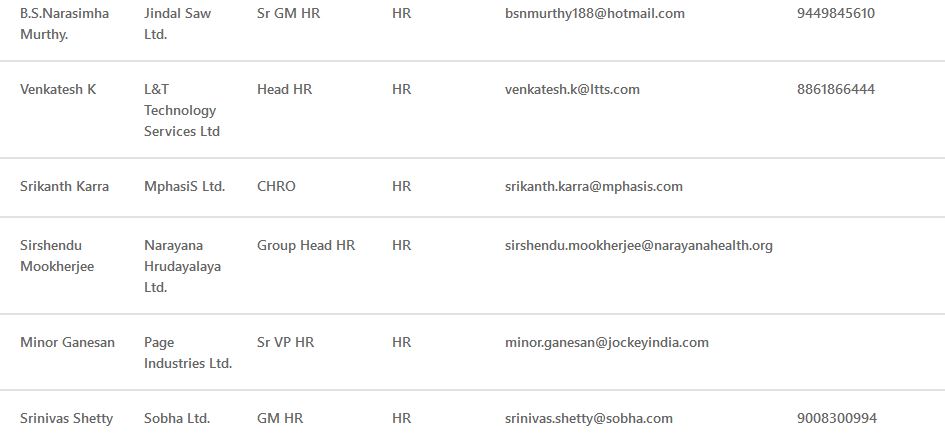 B.S.Narasimha Jindal Saw Sr GM HR HR bsnmurthy188@hotmail.com 9449845610
Murthy. Ltd.
Venkatesh K L&T Head HR HR venkatesh.k@ltts.com 8861866444
Technology
Services Ltd
Srikanth Karra MphasiS Ltd. CHRO HR srikanth.karra@mphasis.com
Sirshendu Narayana Group Head HR HR sirshendu.mookherjee@narayanahealth.org
Mookherjee Hrudayalaya
Ltd.
Minor Ganesan Page Sr VP HR HR minor.ganesan@jockeyindia.com
Industries Ltd.
Srinivas Shetty Sobha Ltd. GM HR HR srinivas.shetty@sobha.com 9008300994